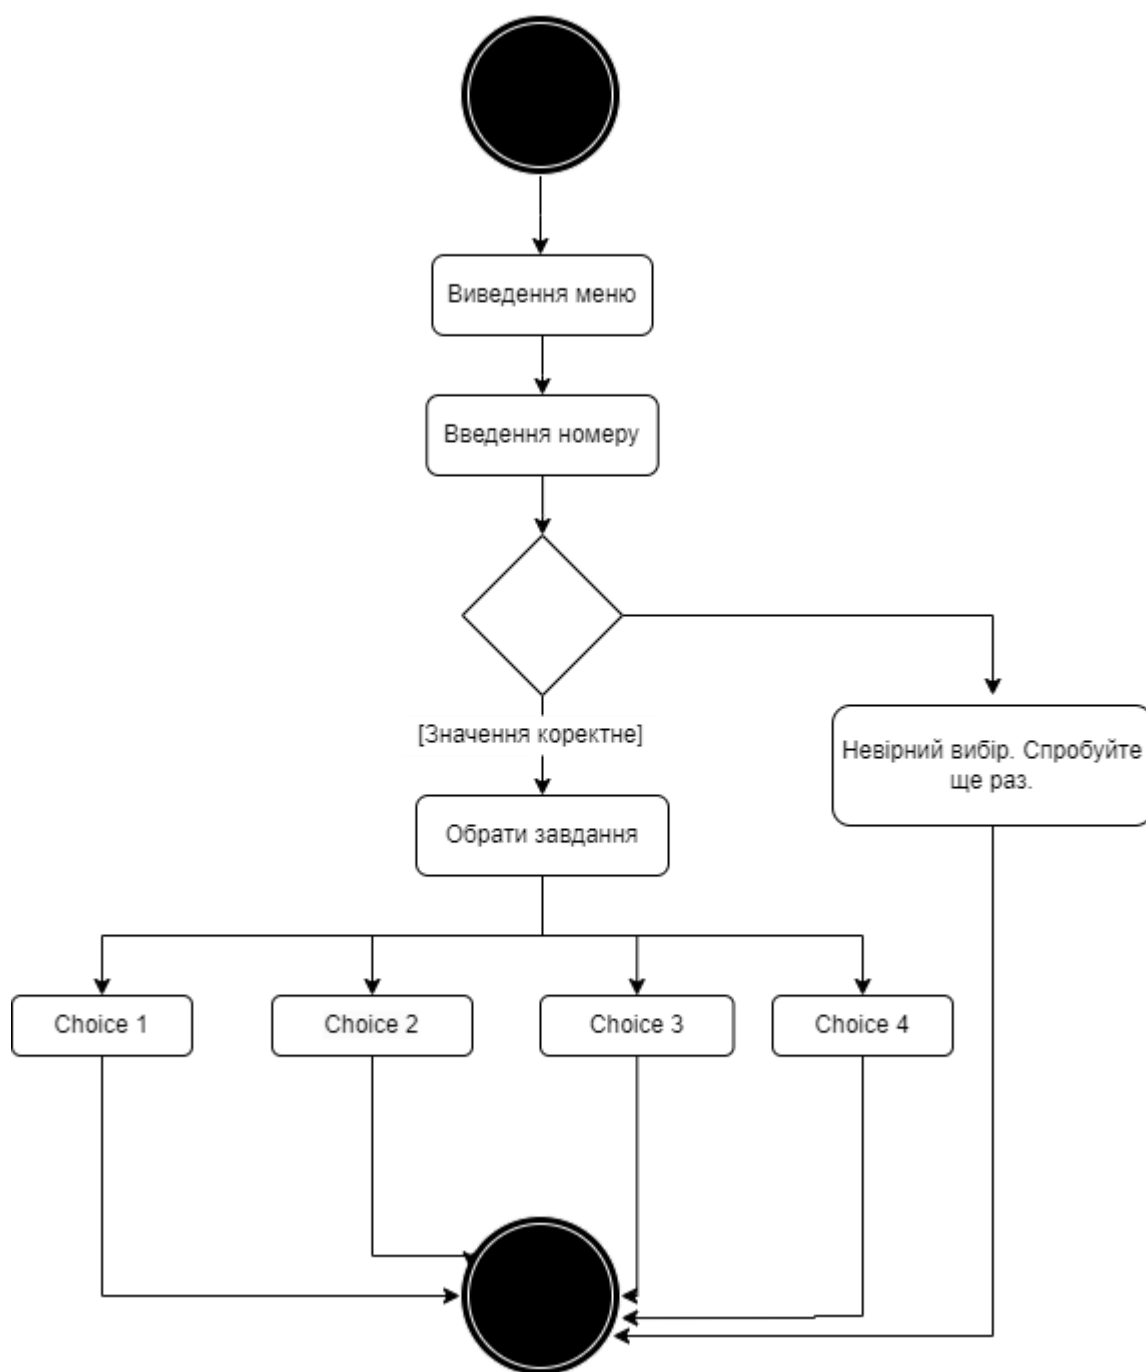 Виведення меню
Введення номеру
[Значення коректне]
Невірний вибір. Спробуйте
ще раз.
Обрати завдання
Choice 1
Choice 2
Choice 3
Choice 4